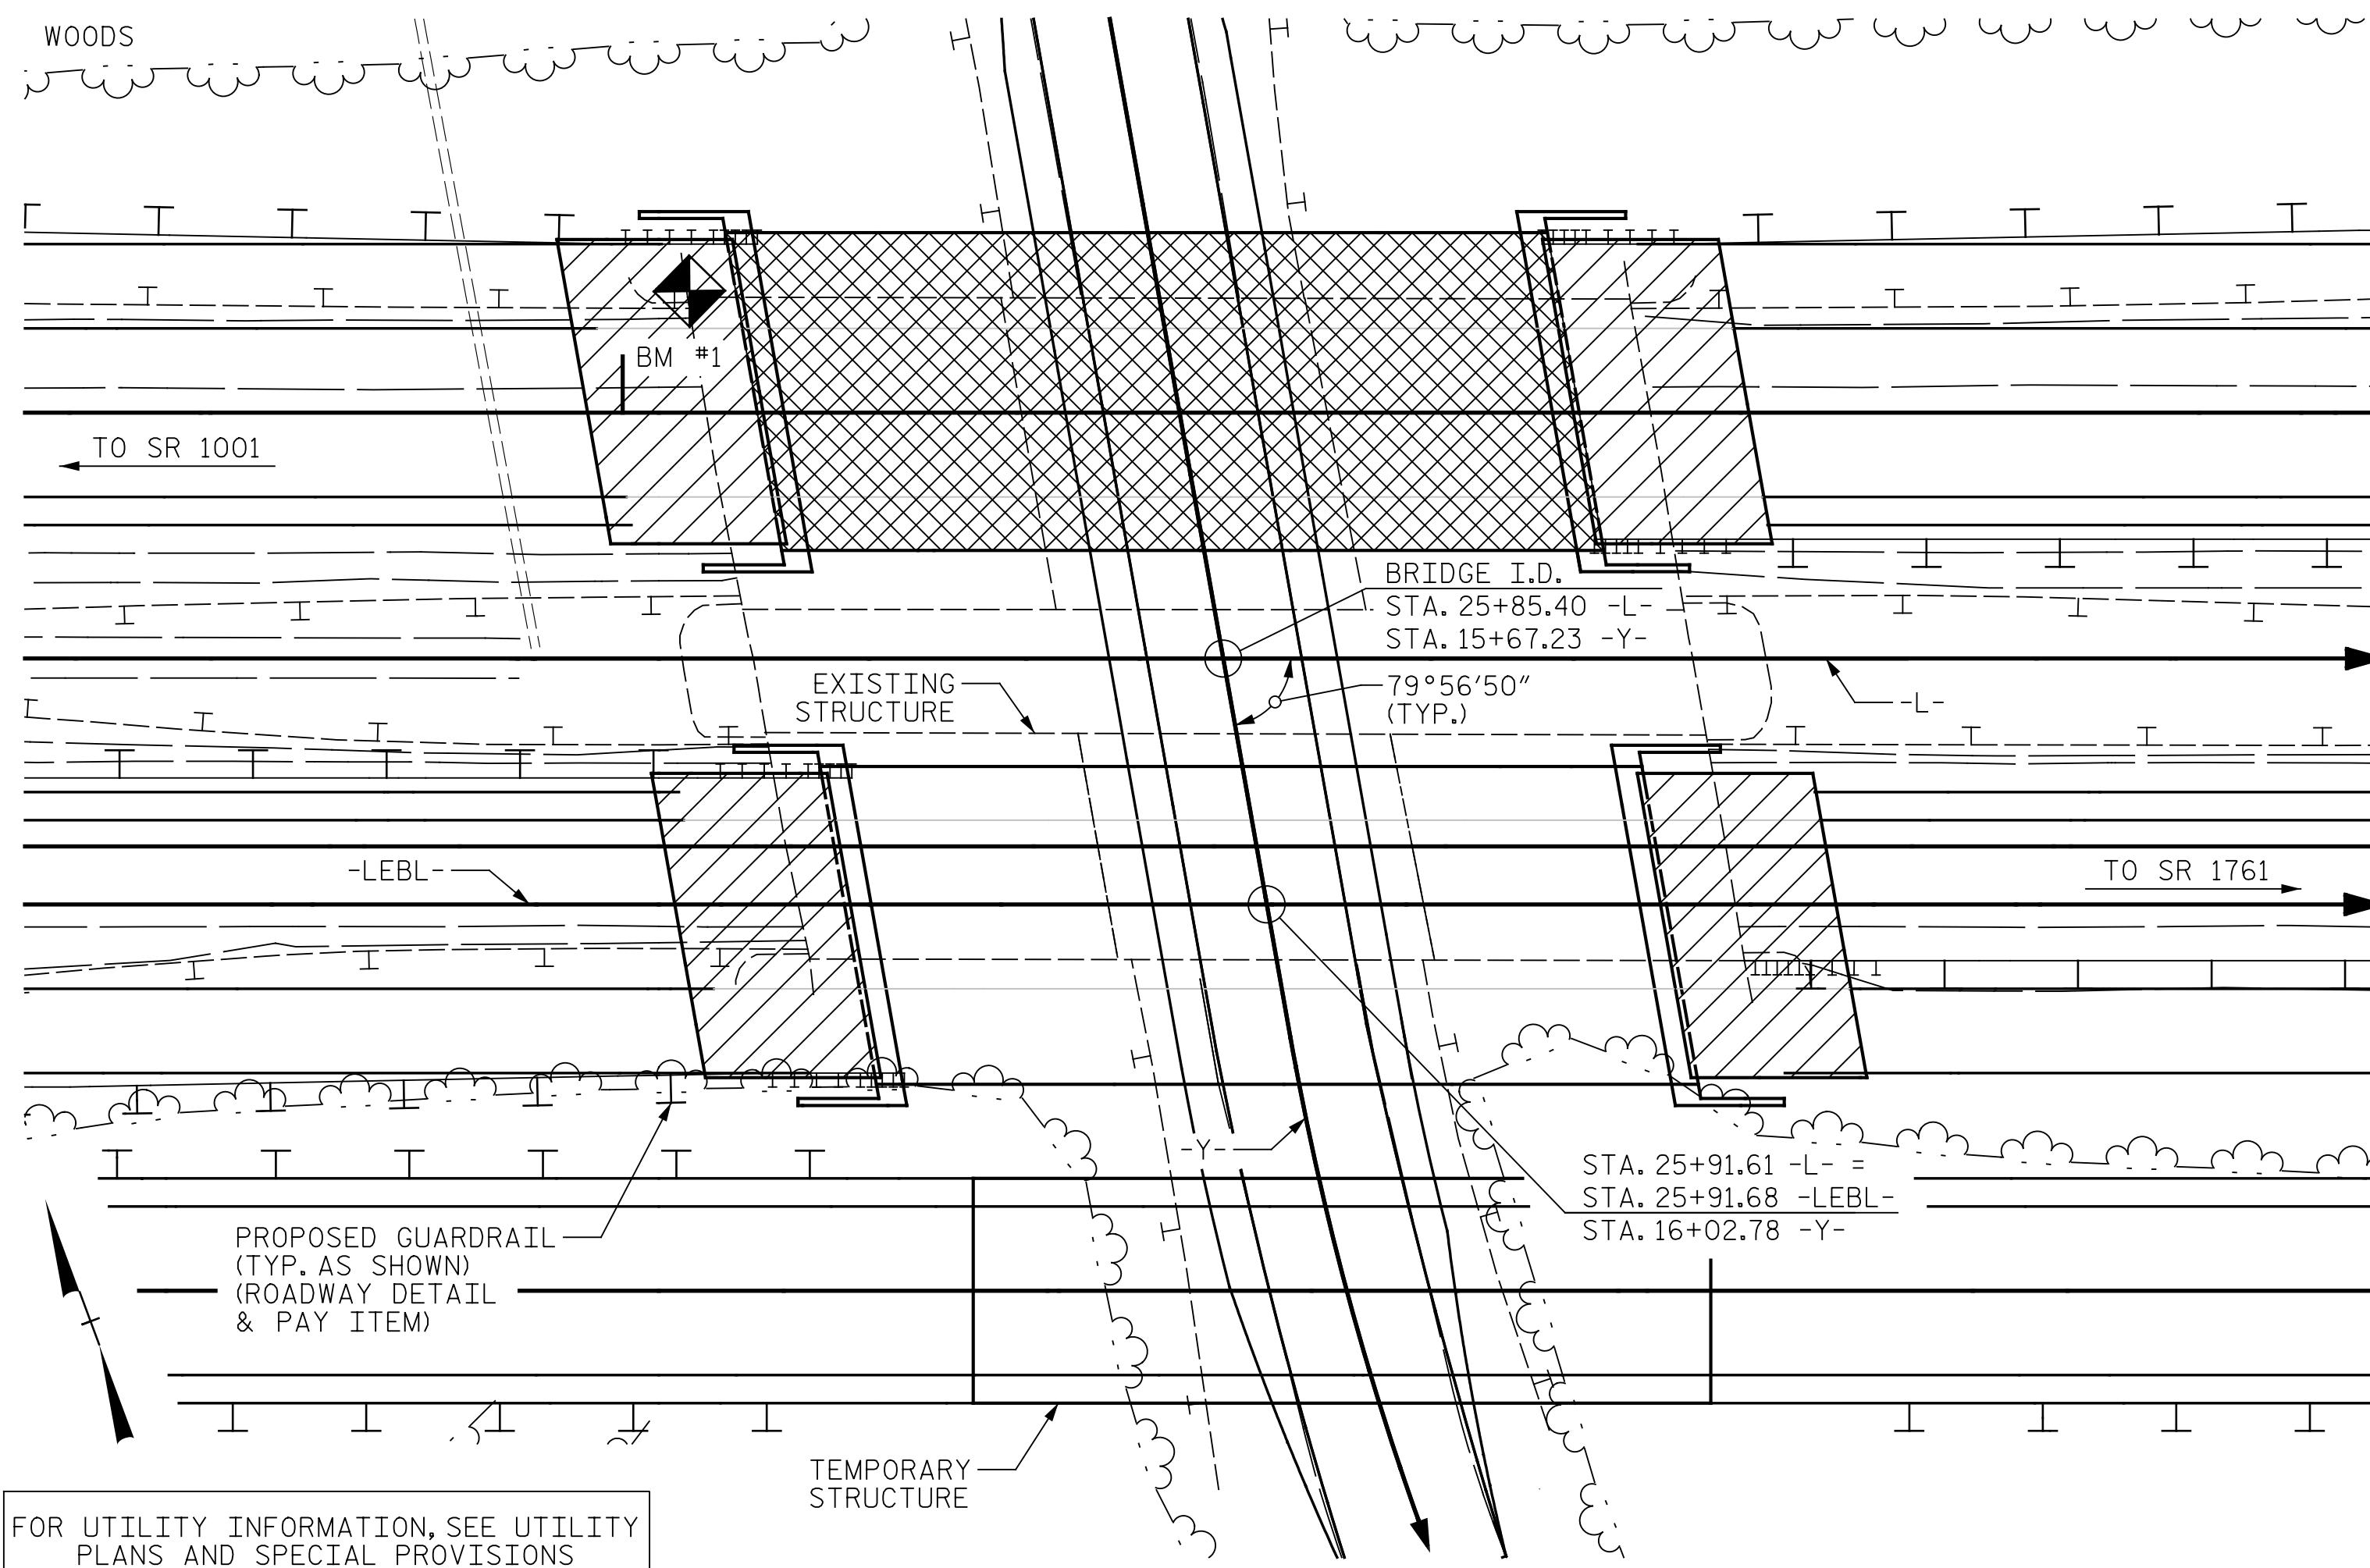 WOODS
BM #1
TO SR 1001
BRIDGE I.D.
STA. 25+85.40 -L-
STA. 15+67.23 -Y-
EXISTING
STRUCTURE
79°56'50"
(TYP.)
-L-
-LEBL-
TO SR 1761
-Y-
STA. 25+91.61 -L- =
STA. 25+91.68 -LEBL-
STA. 16+02.78 -Y-
PROPOSED GUARDRAIL
(TYP. AS SHOWN)
(ROADWAY DETAIL
& PAY ITEM)
TEMPORARY
STRUCTURE
FOR UTILITY INFORMATION, SEE UTILITY
PLANS AND SPECIAL PROVISIONS